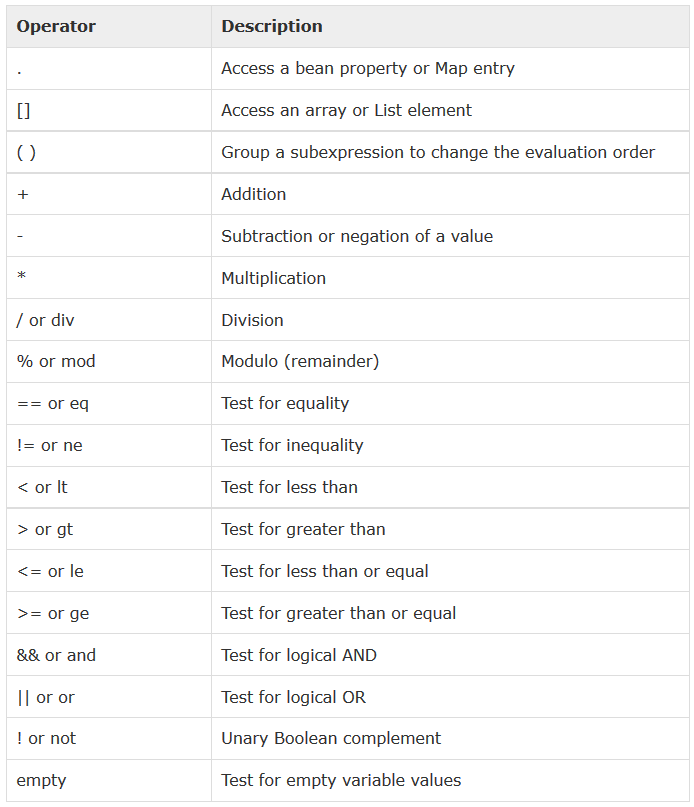 Operator Description
. Access a bean property or Map entry
[] Access an array or List element
( ) Group a subexpression to change the evaluation order
+ Addition
- Subtraction or negation of a value
* Multiplication
/ or div Division
% or mod Modulo (remainder)
== or eq Test for equality
!= or ne Test for inequality
< or lt Test for less than
> or gt Test for greater than
<= or le Test for less than or equal
>= or ge Test for greater than or equal
&& or and Test for logical AND
|| or or Test for logical OR
! or not Unary Boolean complement
empty Test for empty variable values